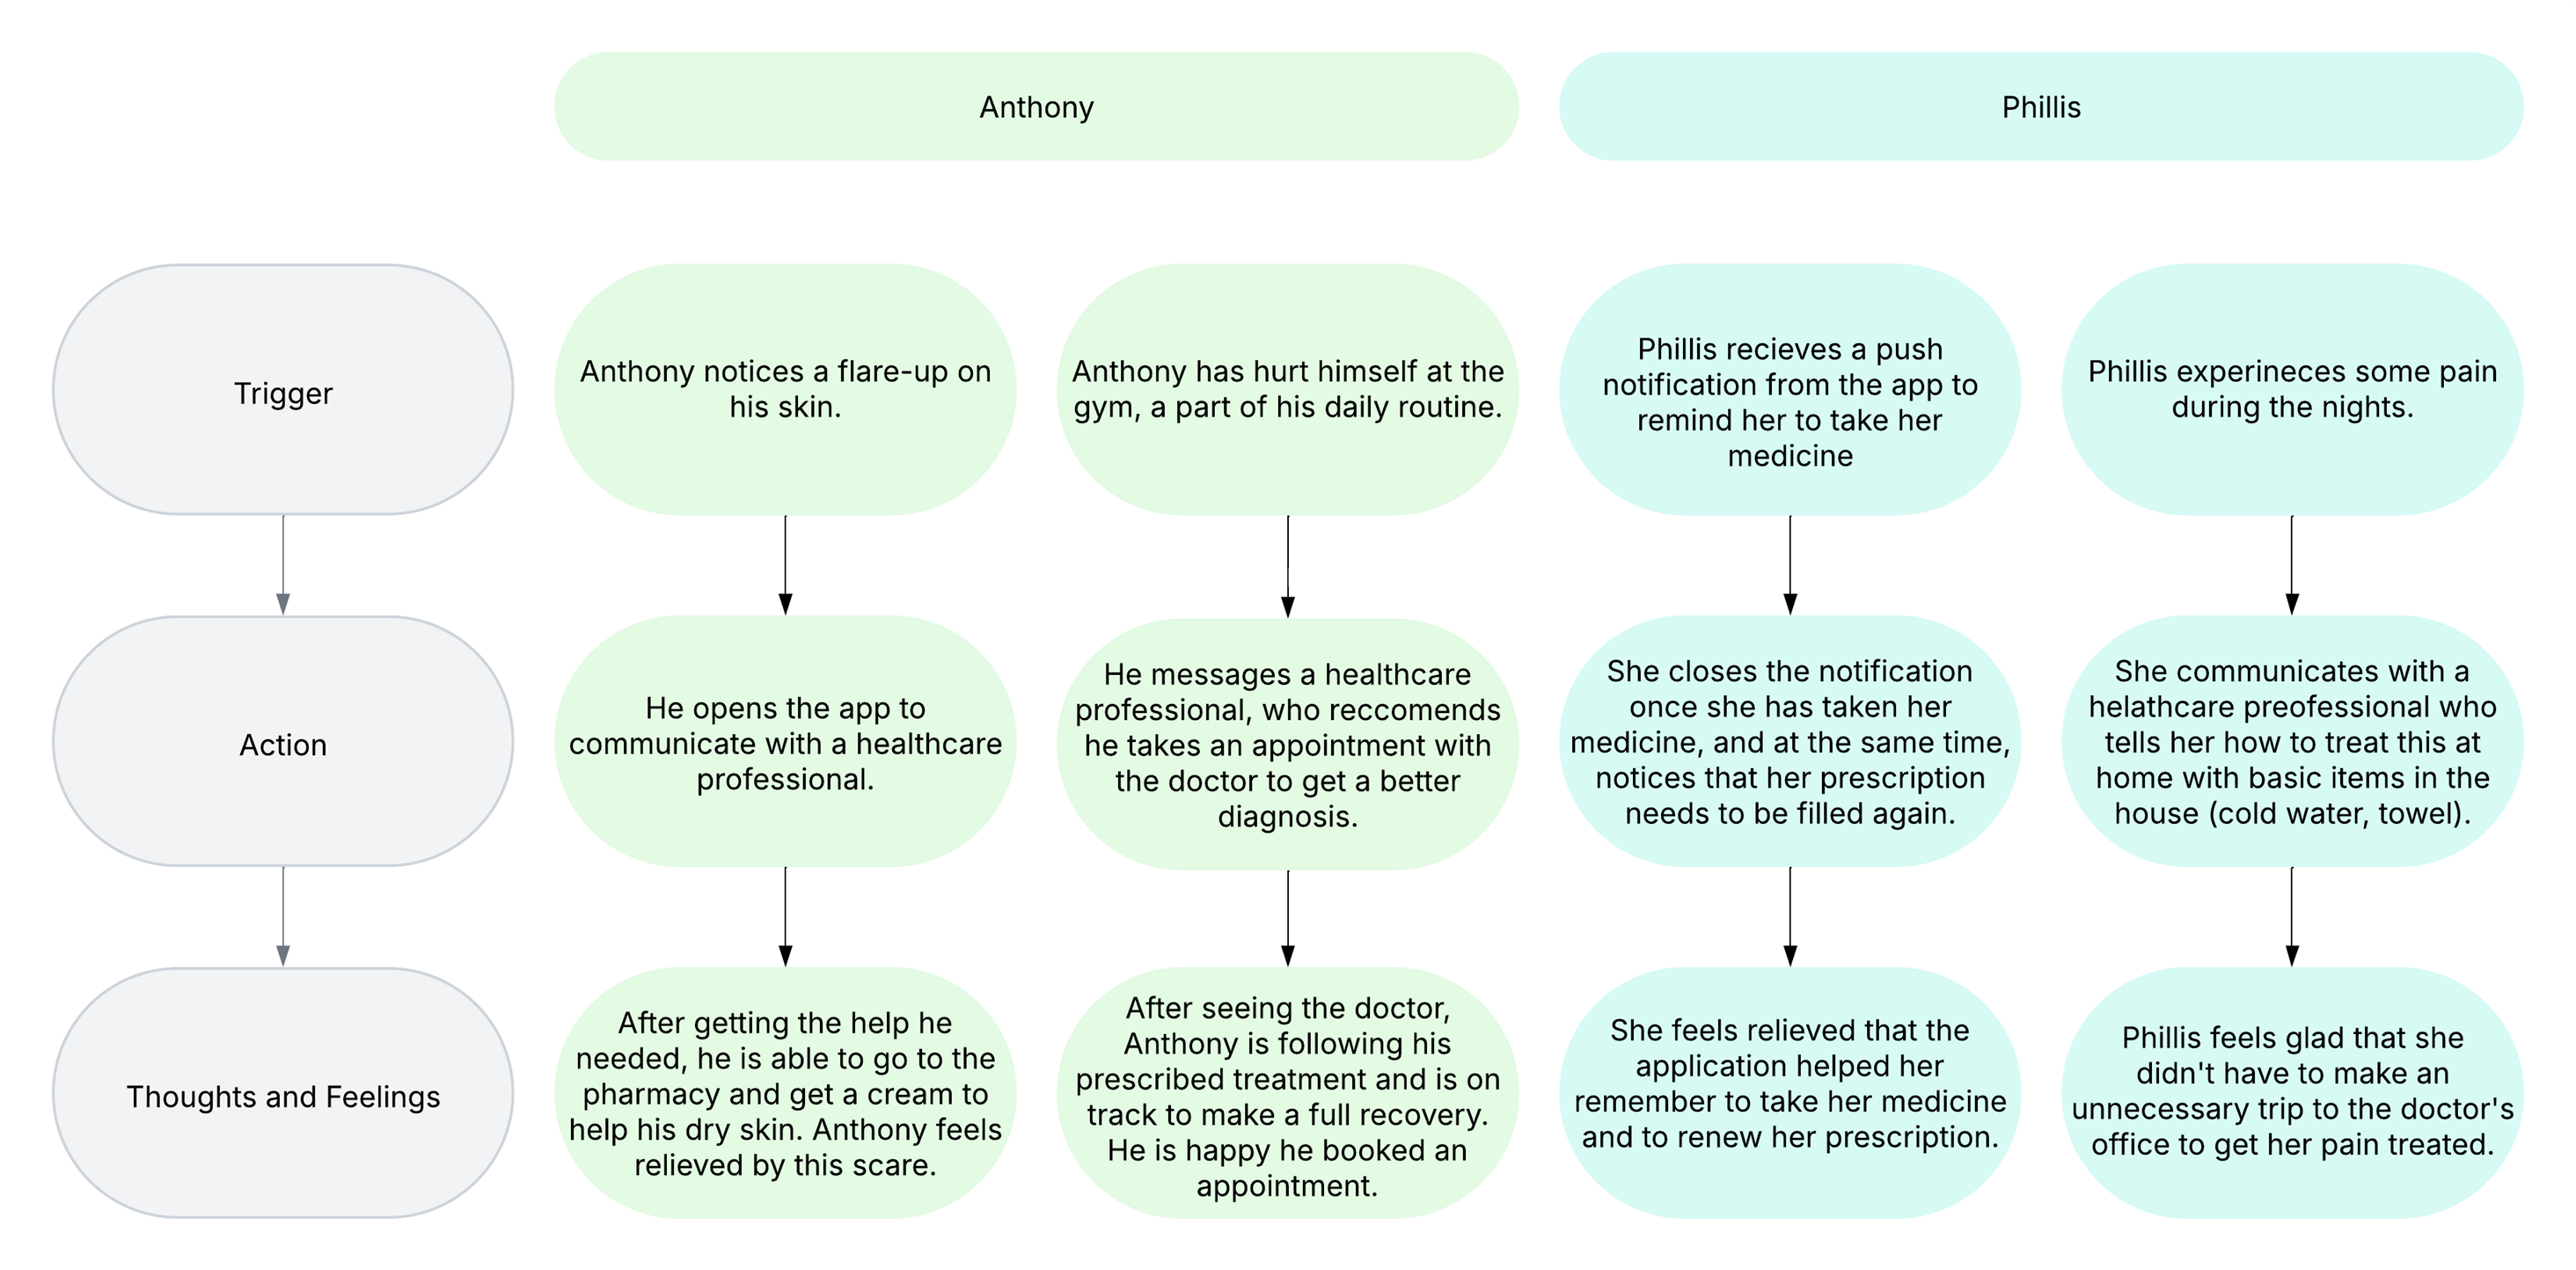 Anthony
Phillis
Trigger
Anthony notices a flare-up on
his skin.
Anthony has hurt himself at the
gym, a part of his daily routine.
Phillis recieves a push
notification from the app to
remind her to take her
medicine
Phillis experineces some pain
during the nights.
Action
He opens the app to
communicate with a healthcare
professional.
He messages a healthcare
professional, who reccomends
he takes an appointment with
the doctor to get a better
diagnosis.
She closes the notification
once she has taken her
medicine, and at the same time,
notices that her prescription
needs to be filled again.
She communicates with a
helathcare preofessional who
tells her how to treat this at
home with basic items in the
house (cold water, towel).
Thoughts and Feelings
After getting the help he
needed, he is able to go to the
pharmacy and get a cream to
help his dry skin. Anthony feels
relieved by this scare.
After seeing the doctor,
Anthony is following his
prescribed treatment and is on
track to make a full recovery.
He is happy he booked an
appointment.
She feels relieved that the
application helped her
remember to take her medicine
and to renew her prescription.
Phillis feels glad that she
didn't have to make an
unnecessary trip to the doctor's
office to get her pain treated.